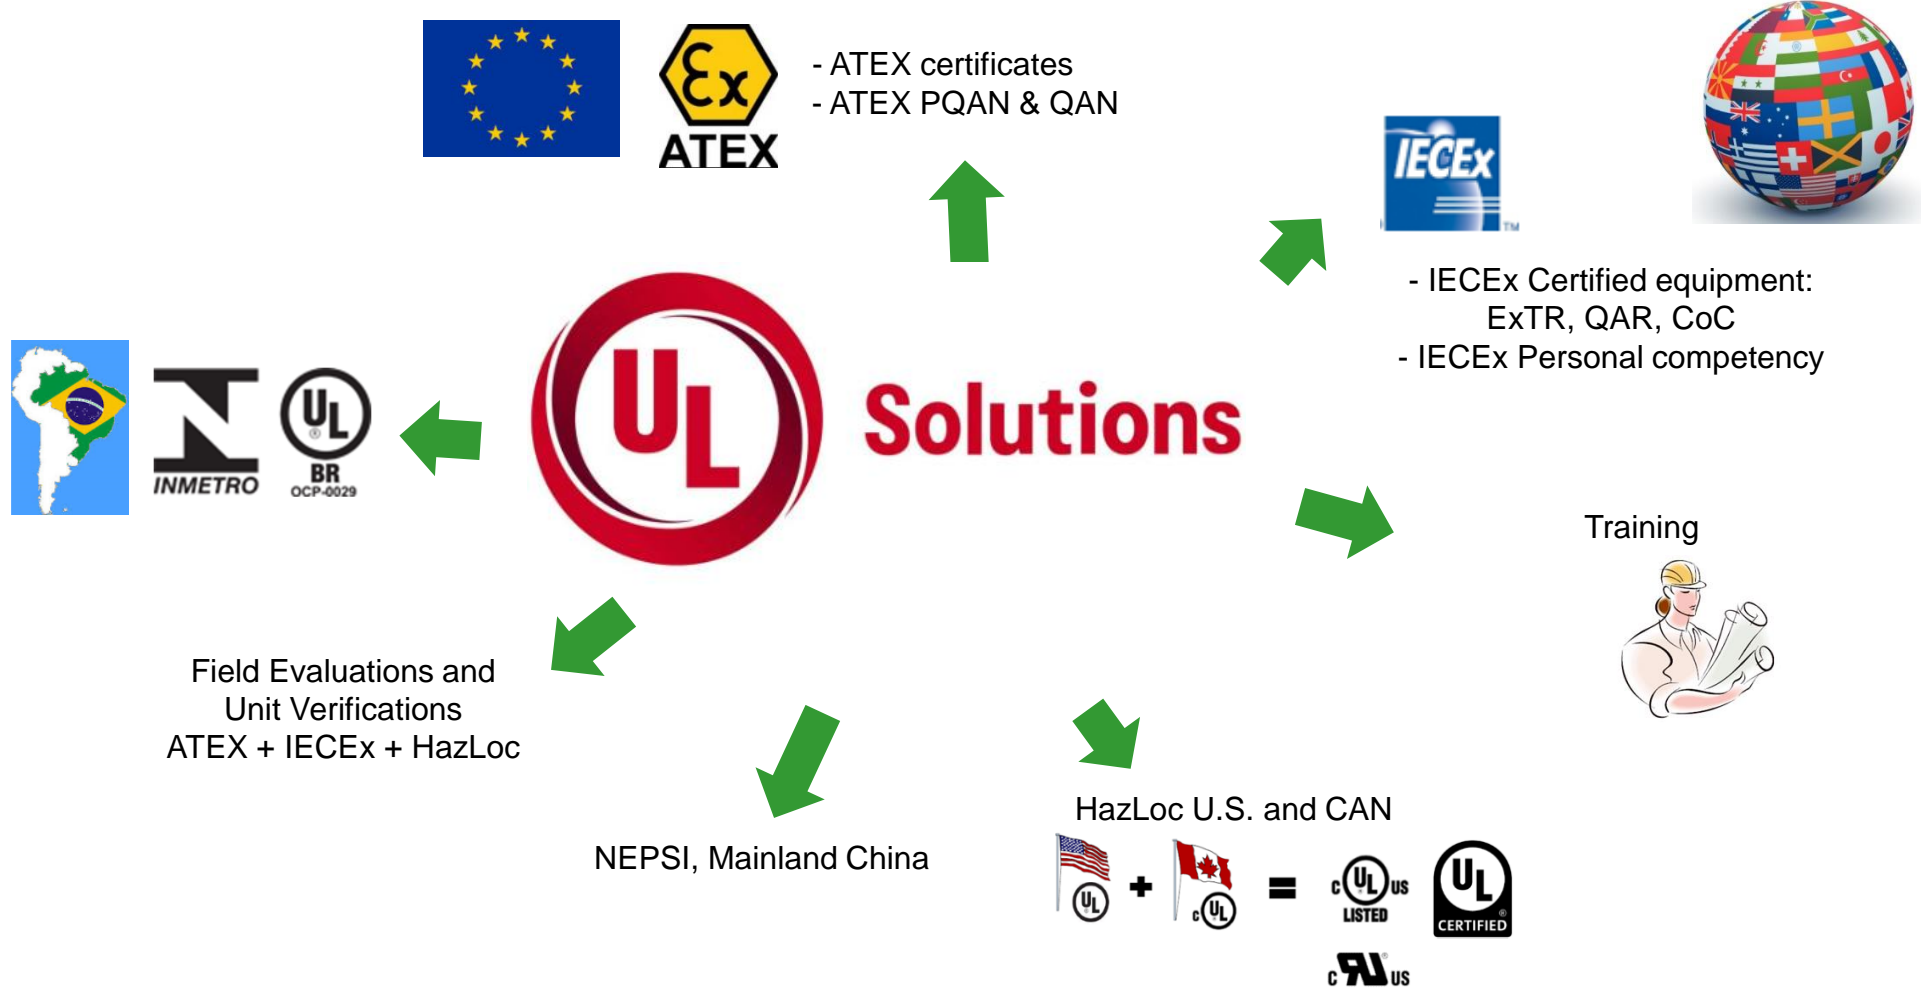 Ex
ATEX
- ATEX certificates
- ATEX PQAN & QAN
IECEx
TM
- IECEx Certified equipment:
ExTR, QAR, CoC
- IECEx Personal competency
UL Solutions
INMETRO
UL
®
BR
OCP-0029
Training
Field Evaluations and
Unit Verifications
ATEX + IECEx + HazLoc
NEPSI, Mainland China
HazLoc U.S. and CAN
UL
+
c UL
=
c UL US
LISTED
UL
®
CERTIFIED
c RU US